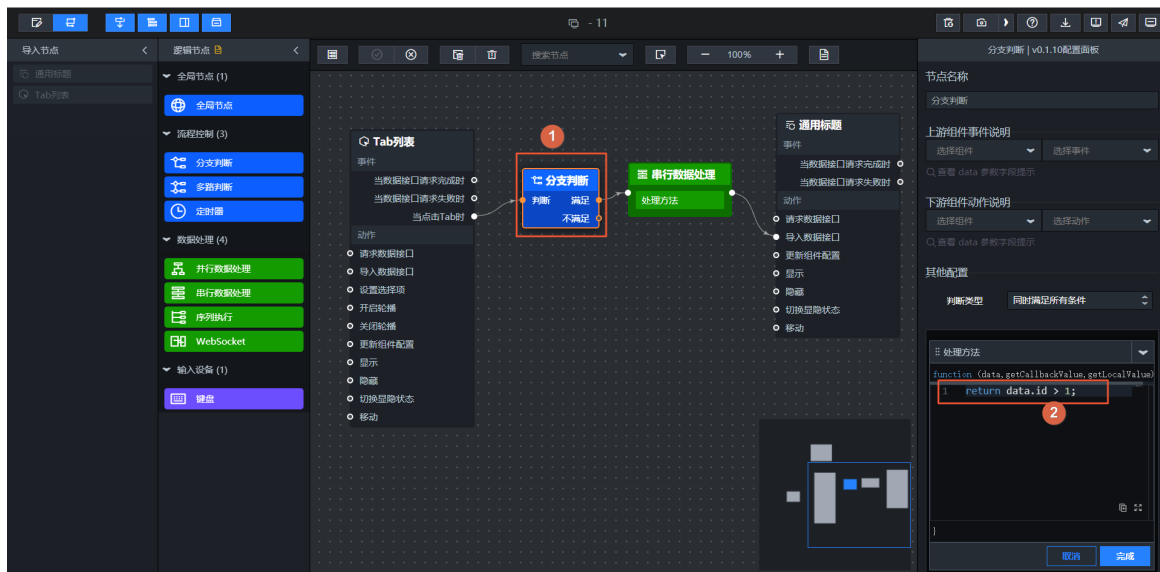 - 11
导入节点
通用标题
Tab列表
逻辑节点
全局节点 (1)
全局节点
流程控制 (3)
分支判断
多路判断
定时器
数据处理 (4)
并行数据处理
串行数据处理
序列执行
WebSocket
输入设备 (1)
键盘
搜索节点
100%
Tab列表
事件
当数据接口请求完成时
当数据接口请求失败时
当点击Tab时
动作
请求数据接口
导入数据接口
设置选择项
开启轮播
关闭轮播
更新组件配置
显示
隐藏
切换显隐状态
移动
1
分支判断
判断 满足
不满足
串行数据处理
处理方法
通用标题
事件
当数据接口请求完成时
当数据接口请求失败时
动作
请求数据接口
导入数据接口
更新组件配置
显示
隐藏
切换显隐状态
移动
分支判断 | v0.1.10配置面板
节点名称
分支判断
上游组件事件说明
选择组件 选择事件
查看 data 参数字段提示
下游组件动作说明
选择组件 选择动作
查看 data 参数字段提示
其他配置
判断类型 同时满足所有条件
处理方法
function (data,getCallbackValue,getLocalValue)
1 return data.id > 1;
2
}
取消 完成